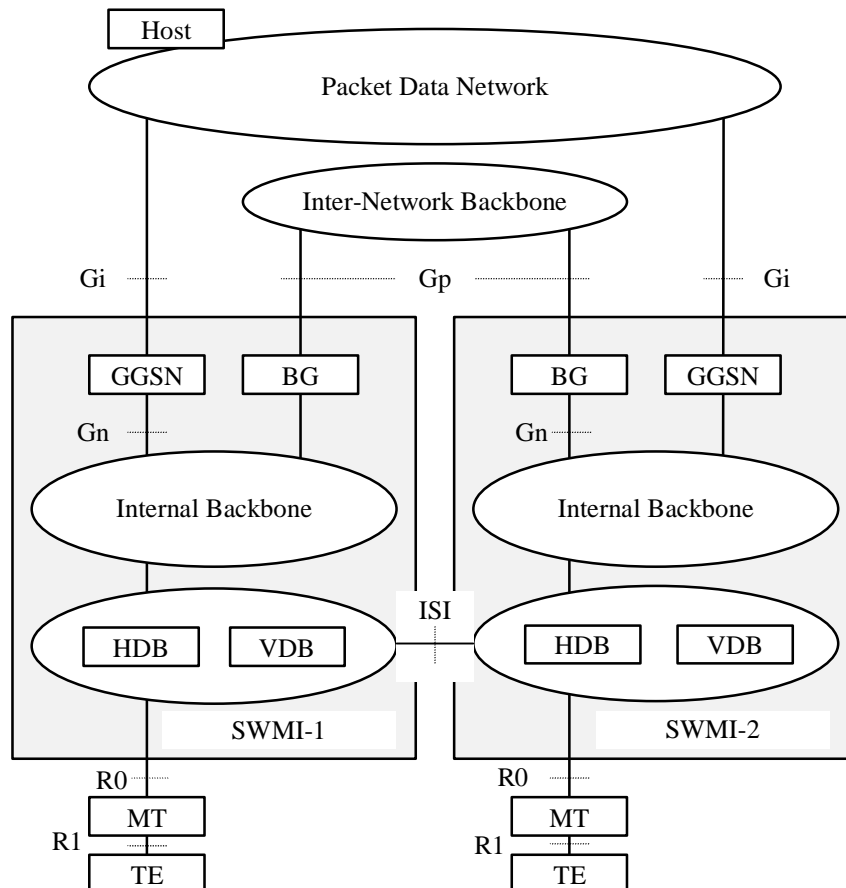 Host
Packet Data Network
Inter-Network Backbone
Gi
Gp
Gi
GGSN
BG
BG
GGSN
Gn
Gn
Internal Backbone
Internal Backbone
ISI
HDB
VDB
HDB
VDB
SWMI-1
SWMI-2
R0
R0
MT
MT
R1
R1
TE
TE